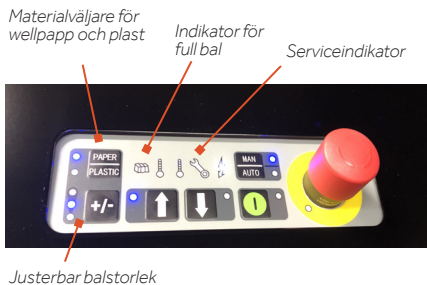 Materialväljare för
wellpapp och plast
Indikator för
full bal
Serviceindikator
PAPER
PLASTIC
MAN
AUTO
+/-
Justerbar balstorlek